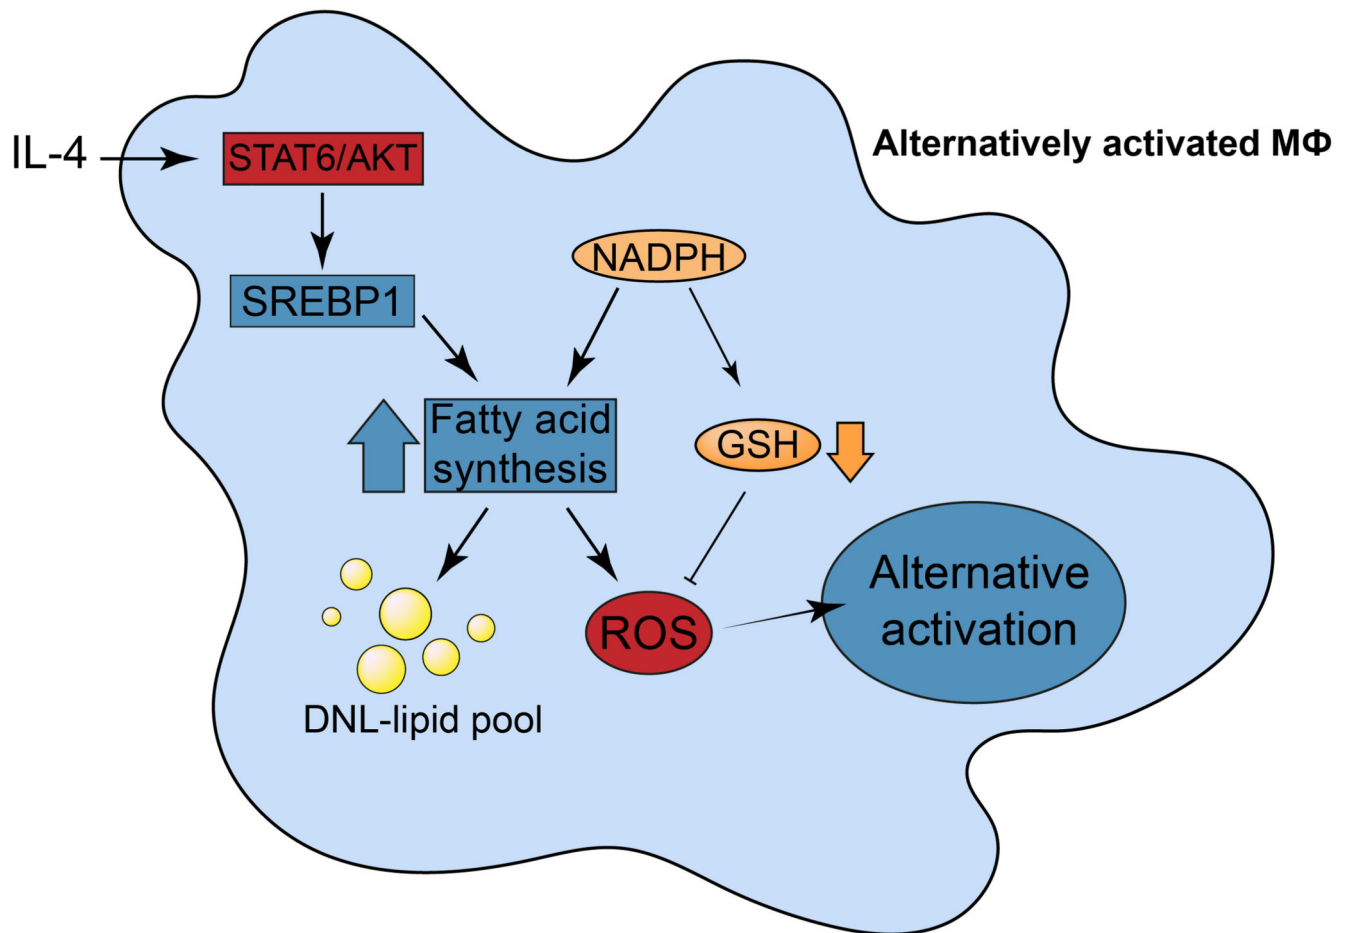 Alternatively activated MΦ
IL-4
STAT6/AKT
NADPH
SREBP1
Fatty acid
synthesis
GSH
Alternative
activation
ROS
DNL-lipid pool